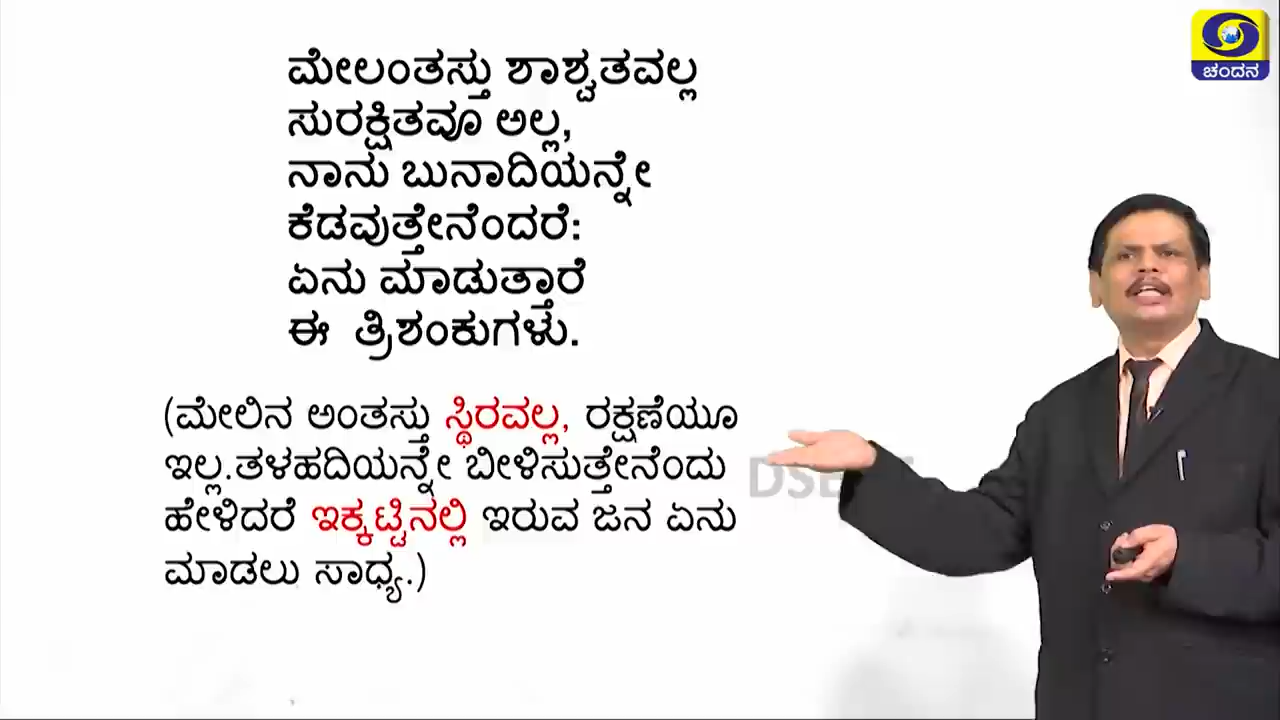 ಮೇಲಂತಸ್ತು ಶಾಶ್ವತವಲ್ಲ
ಸುರಕ್ಷಿತವೂ ಅಲ್ಲ,
ನಾನು ಬುನಾದಿಯನ್ನೇ
ಕೆಡವುತ್ತೇನೆಂದರೆ:
ಏನು ಮಾಡುತ್ತಾರೆ
ಈ ತ್ರಿಶಂಕುಗಳು.
(ಮೇಲಿನ ಅಂತಸ್ತು ಸ್ಥಿರವಲ್ಲ, ರಕ್ಷಣೆಯೂ
ಇಲ್ಲ.ತಳಹದಿಯನ್ನೇ ಬೀಳಿಸುತ್ತೇನೆಂದು
ಹೇಳಿದರೆ ಇಕ್ಕಟ್ಟಿನಲ್ಲಿ ಇರುವ ಜನ ಏನು
ಮಾಡಲು ಸಾಧ್ಯ.)
ಚಂದನ